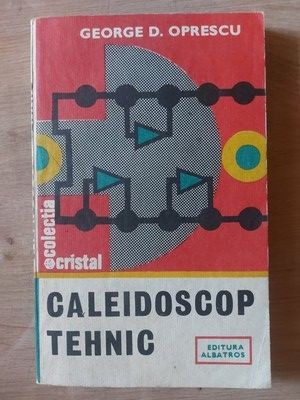 GEORGE D. OPRESCU
colecția
cristal
CALEIDOSCOP
TEHNIC
EDITURA
ALBATROS